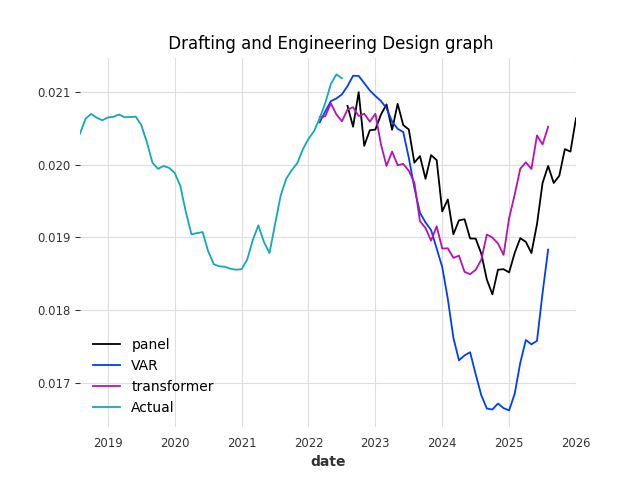 Drafting and Engineering Design graph
0.021
0.020
0.019
0.018
0.017
panel
VAR
transformer
Actual
2019 2020 2021 2022 2023 2024 2025 2026
date